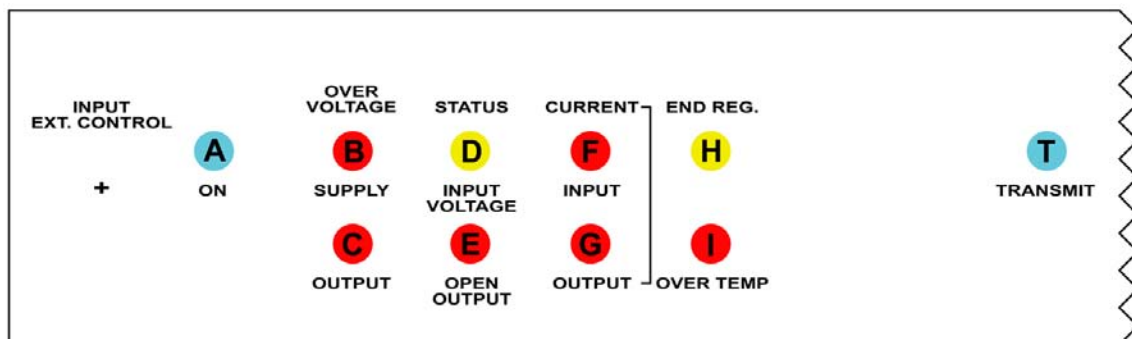 INPUT
EXT. CONTROL
+
A
ON
OVER
VOLTAGE
B
SUPPLY
C
OUTPUT
STATUS
D
INPUT
VOLTAGE
E
OPEN
OUTPUT
CURRENT
F
INPUT
G
OUTPUT
END REG.
H
I
OVER TEMP
T
TRANSMIT